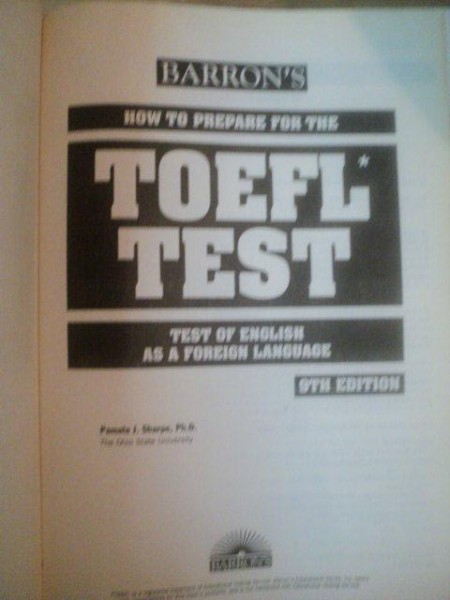 BARRON'S
HOW TO PREPARE FOR THE
TOEFL*
TEST
TEST OF ENGLISH
AS A FOREIGN LANGUAGE
9TH EDITION
Pamela J. Sharpe, Ph.D.
The Ohio State University
BARRON'S